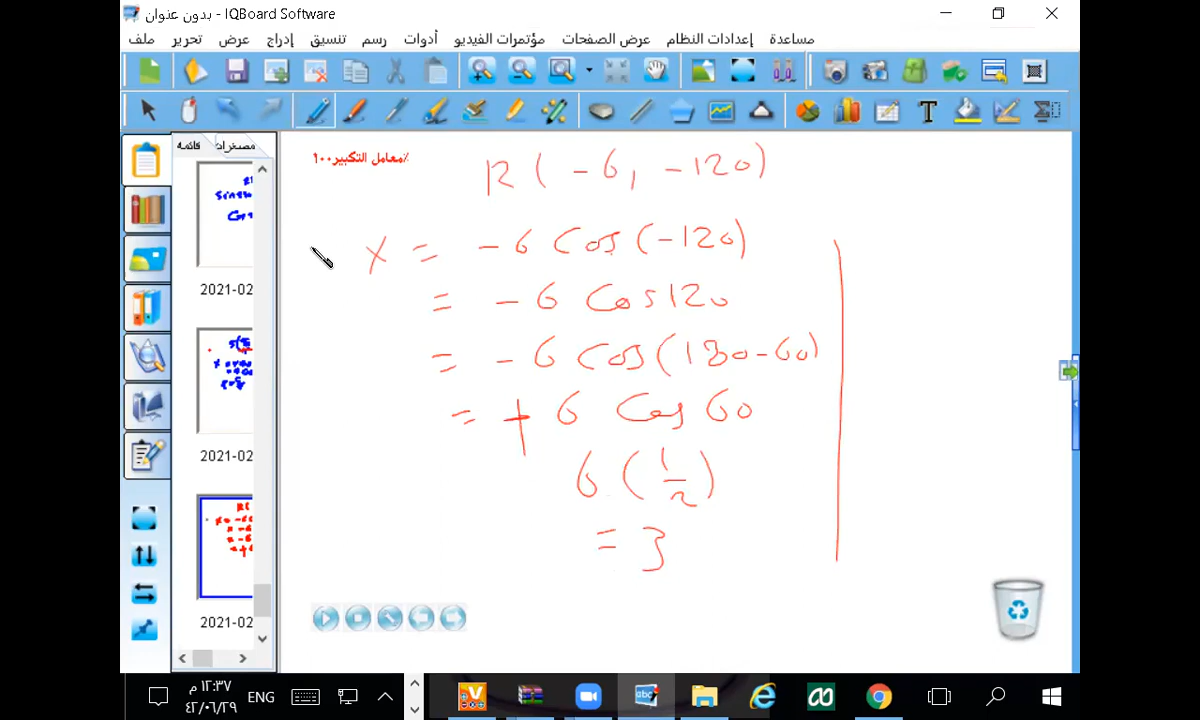 بدون عنوان - IQBoard Software
ملف تحرير عرض إدراج تنسيق رسم أدوات مؤتمرات الفيديو عرض الصفحات إعدادات النظام مساعدة
قائمة مصغرات
معامل التكبير١٠٠٪
R ( -6, -120)
x = -6 Cos (-120)
= -6 Cos 120
= -6 Cos (180-60)
= + 6 Cos 60
6 (1/2)
= 3
2021-02
2021-02
2021-02
١٢:٣٧ م
٤٢/٠٦/٢٩
ENG